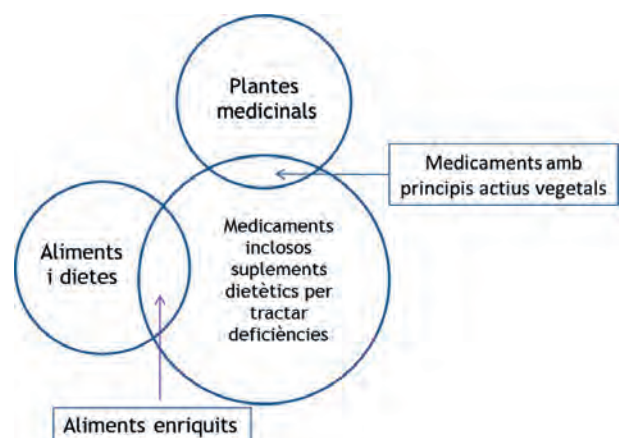 Plantes
medicinals
Medicaments amb
principis actius vegetals
Aliments
i dietes
Medicaments
inclosos
suplements
dietètics per
tractar
deficiències
Aliments enriquits